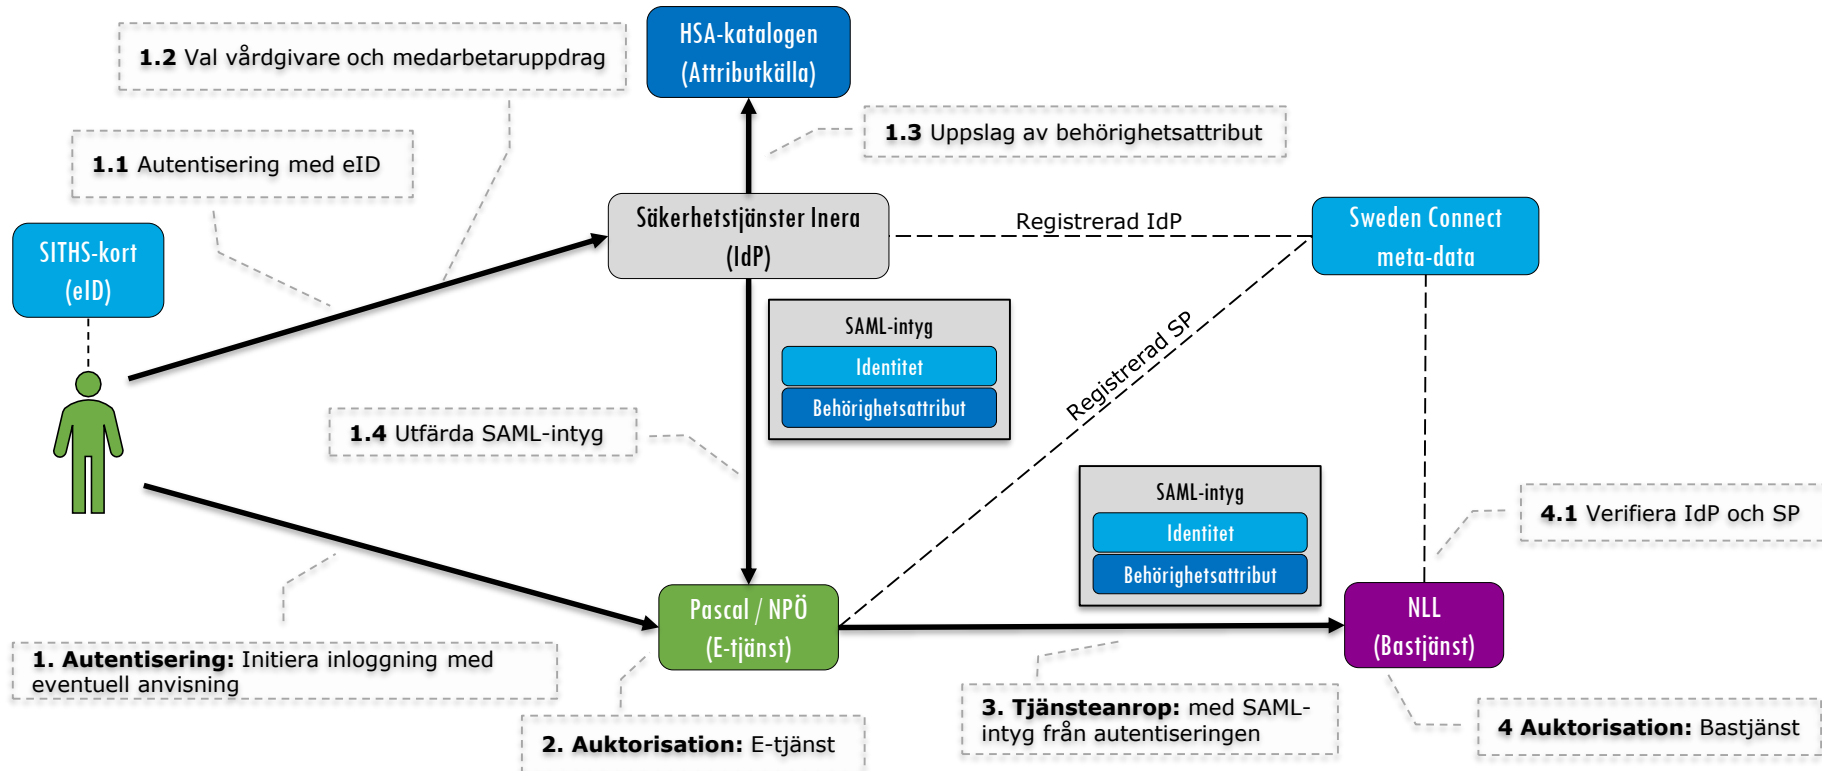 HSA-katalogen
(Attributkälla)
1.2 Val vårdgivare och medarbetaruppdrag
1.3 Uppslag av behörighetsattribut
1.1 Autentisering med eID
SITHS-kort
(eID)
Säkerhetstjänster Inera
(IdP)
Registrerad IdP
Sweden Connect
meta-data
SAML-intyg
Identitet
Behörighetsattribut
Registrerad SP
1.4 Utfärda SAML-intyg
SAML-intyg
Identitet
Behörighetsattribut
4.1 Verifiera IdP och SP
Pascal / NPÖ
(E-tjänst)
NLL
(Bastjänst)
1. Autentisering: Initiera inloggning med
eventuell anvisning
2. Auktorisation: E-tjänst
3. Tjänsteanrop: med SAML-
intyg från autentiseringen
4 Auktorisation: Bastjänst